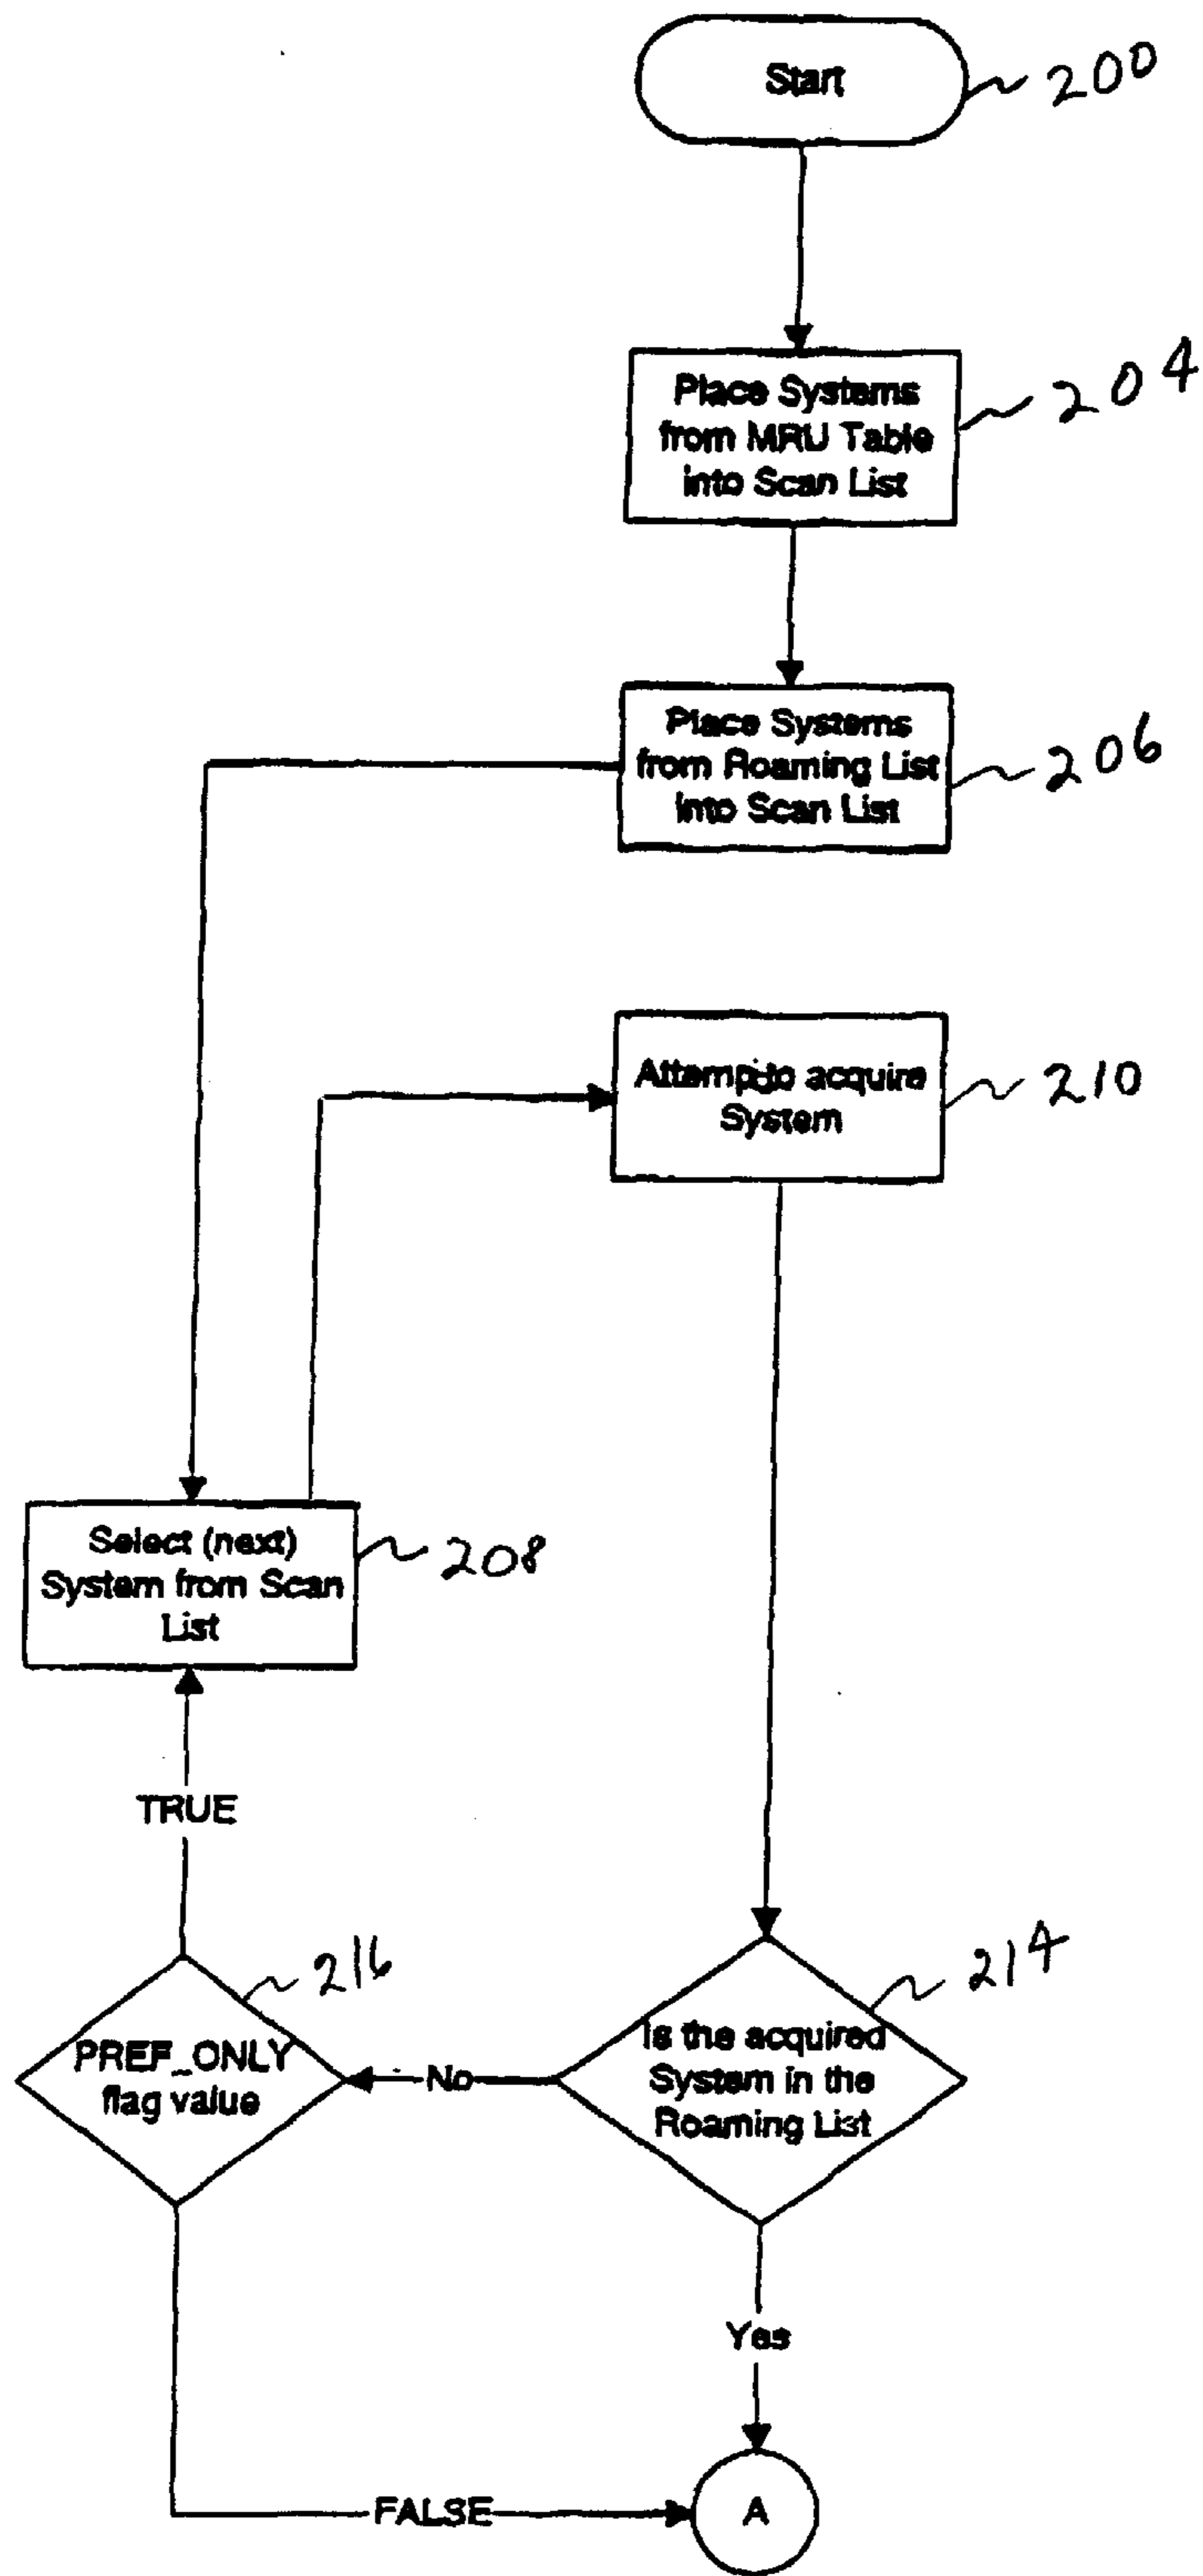 Start
200
Place Systems
from MRU Table
into Scan List
204
Place Systems
from Roaming List
into Scan List
206
Attempt to acquire
System
210
Select (next)
System from Scan
List
208
TRUE
216
PREF_ONLY
flag value
No
214
Is the acquired
System in the
Roaming List
Yes
FALSE
A